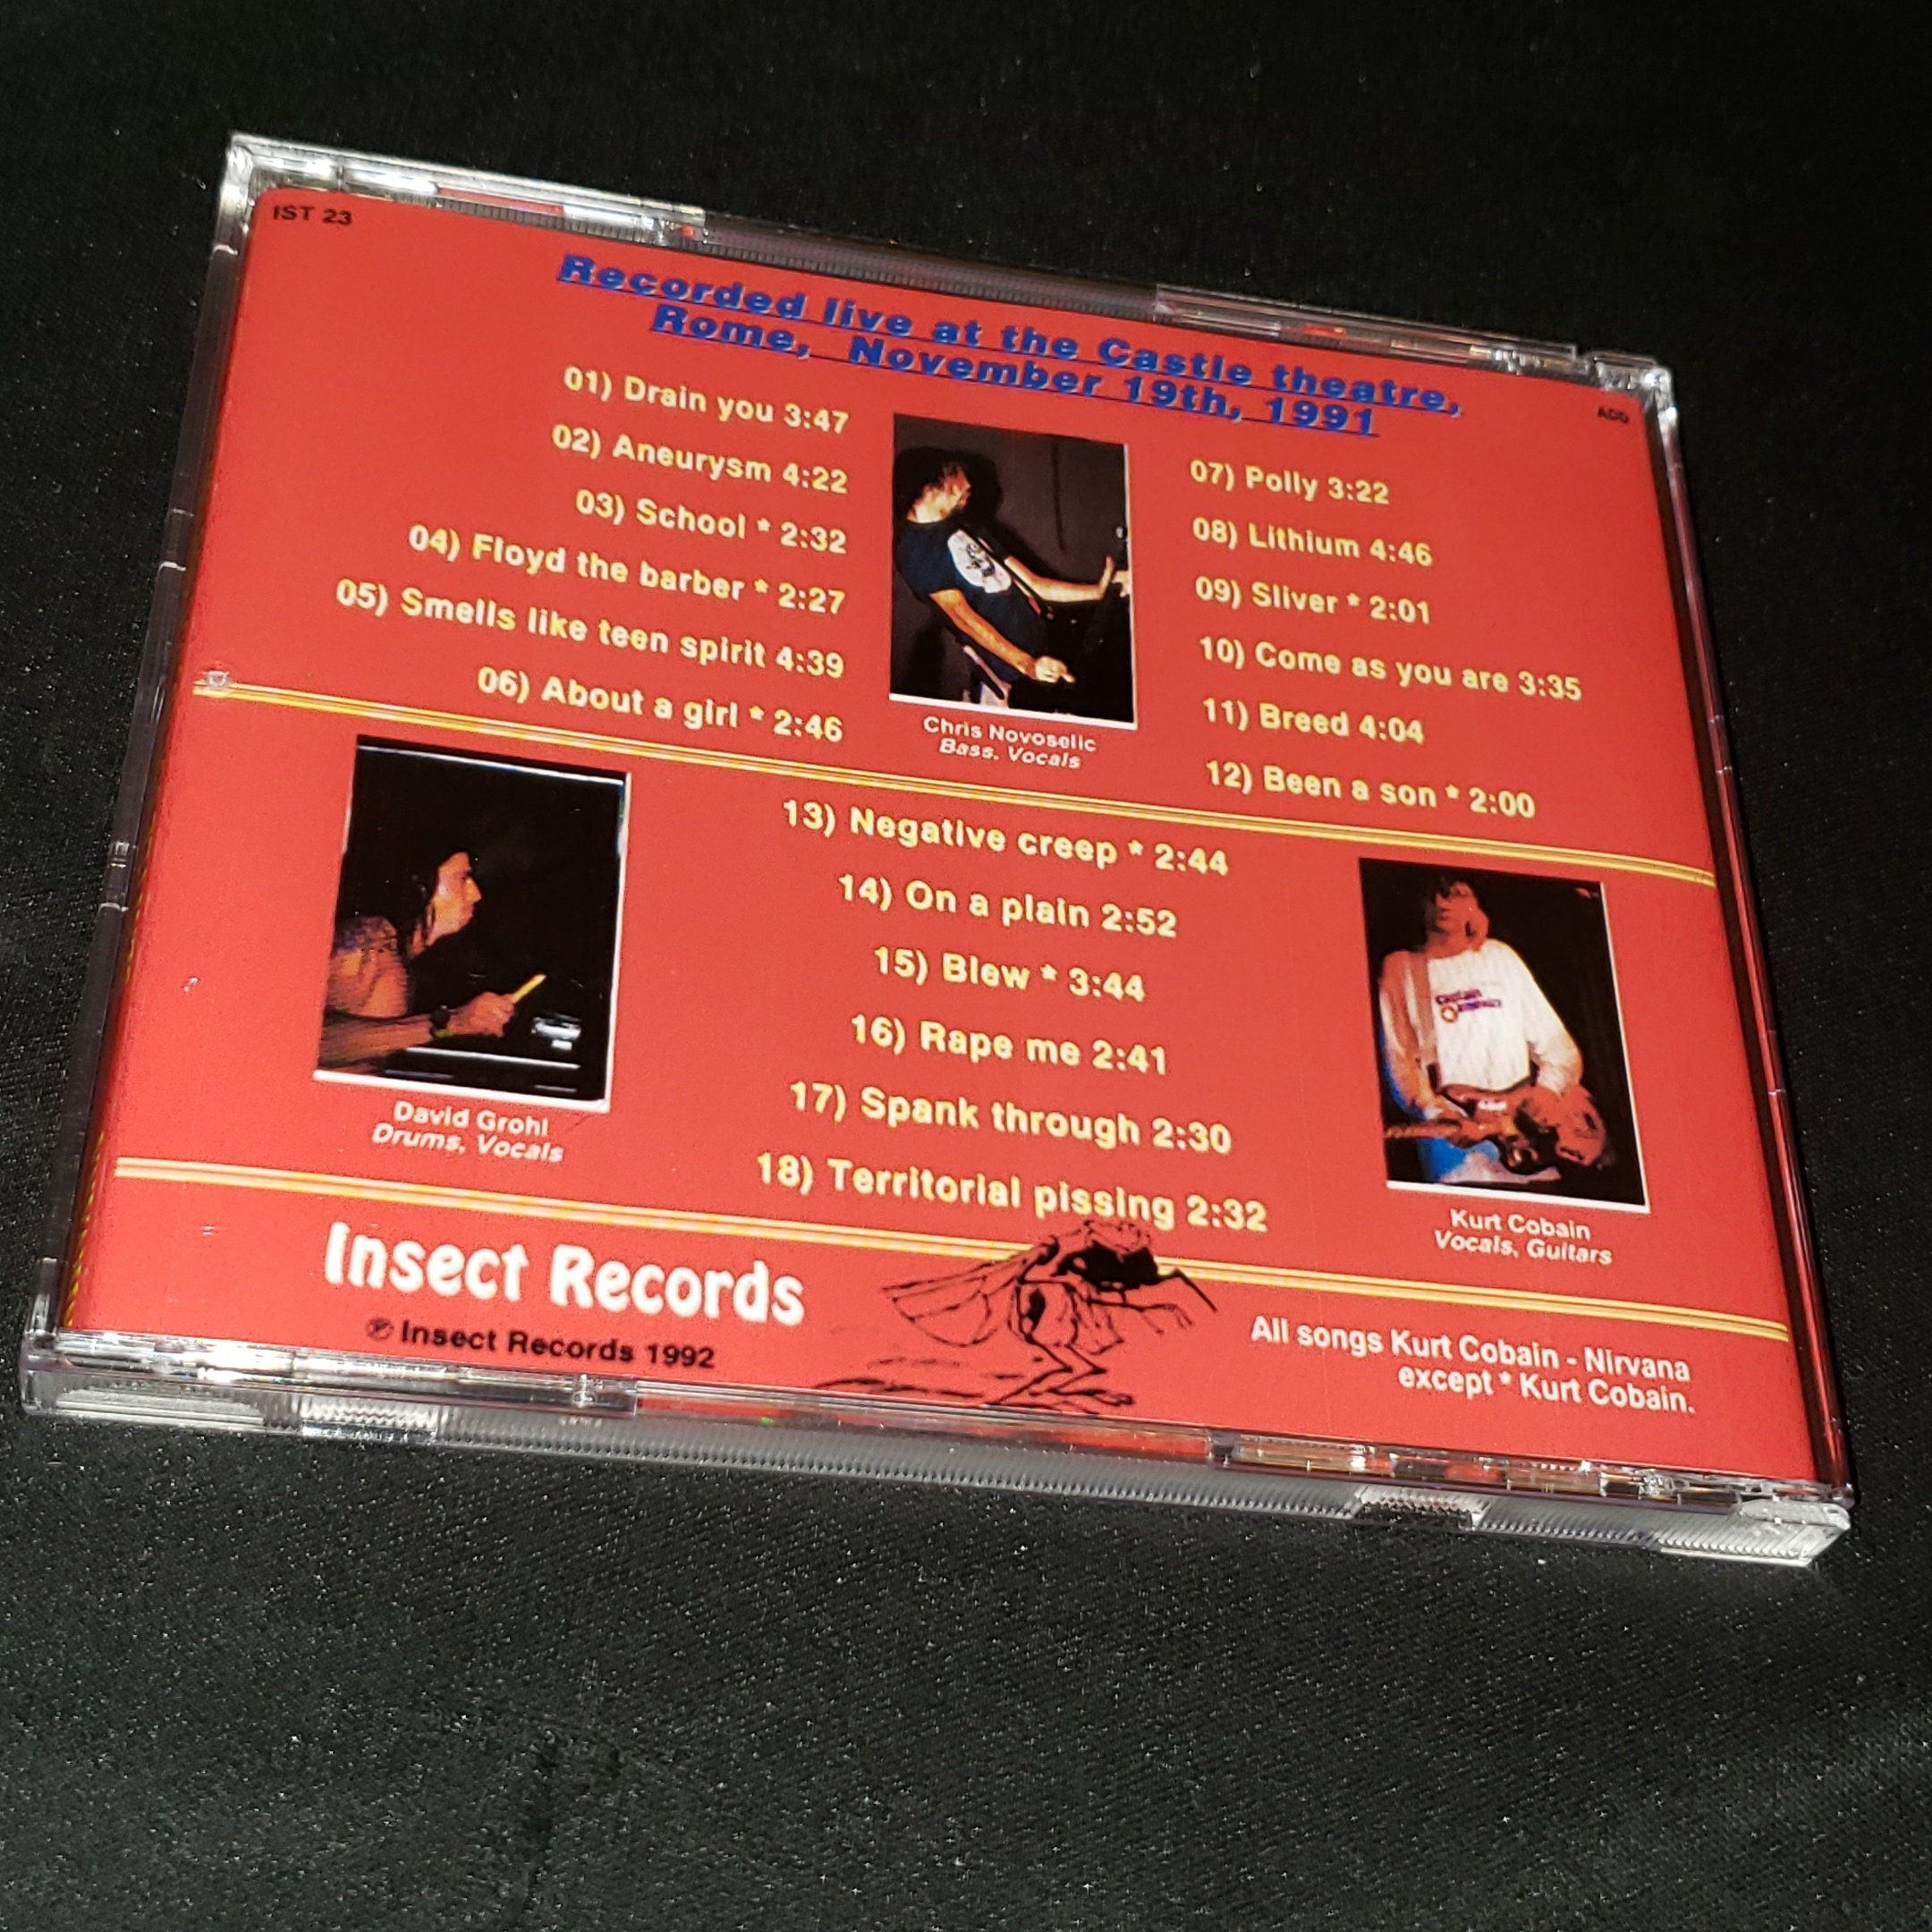 IST 23
Recorded live at the Castle theatre,
Rome, November 19th, 1991
ADD
01) Drain you 3:47
02) Aneurysm 4:22
03) School * 2:32
04) Floyd the barber * 2:27
05) Smells like teen spirit 4:39
06) About a girl * 2:46
Chris Novoselic
Bass, Vocals
07) Polly 3:22
08) Lithium 4:46
09) Sliver * 2:01
10) Come as you are 3:35
11) Breed 4:04
12) Been a son * 2:00
13) Negative creep * 2:44
14) On a plain 2:52
15) Blew * 3:44
16) Rape me 2:41
17) Spank through 2:30
18) Territorial pissing 2:32
David Grohl
Drums, Vocals
Kurt Cobain
Vocals, Guitars
Insect Records
℗ Insect Records 1992
All songs Kurt Cobain - Nirvana
except * Kurt Cobain.